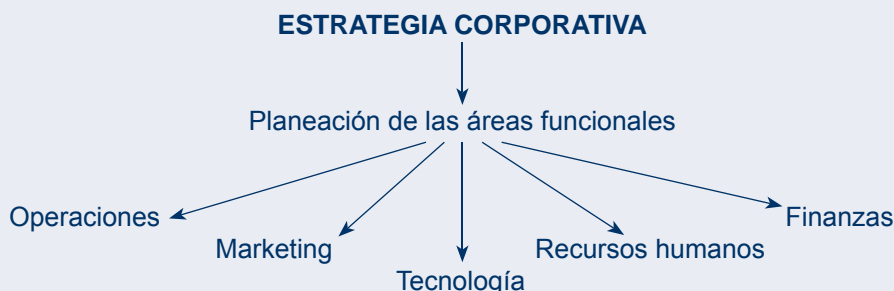 ESTRATEGIA CORPORATIVA
Planeación de las áreas funcionales
Operaciones
Finanzas
Marketing
Recursos humanos
Tecnología